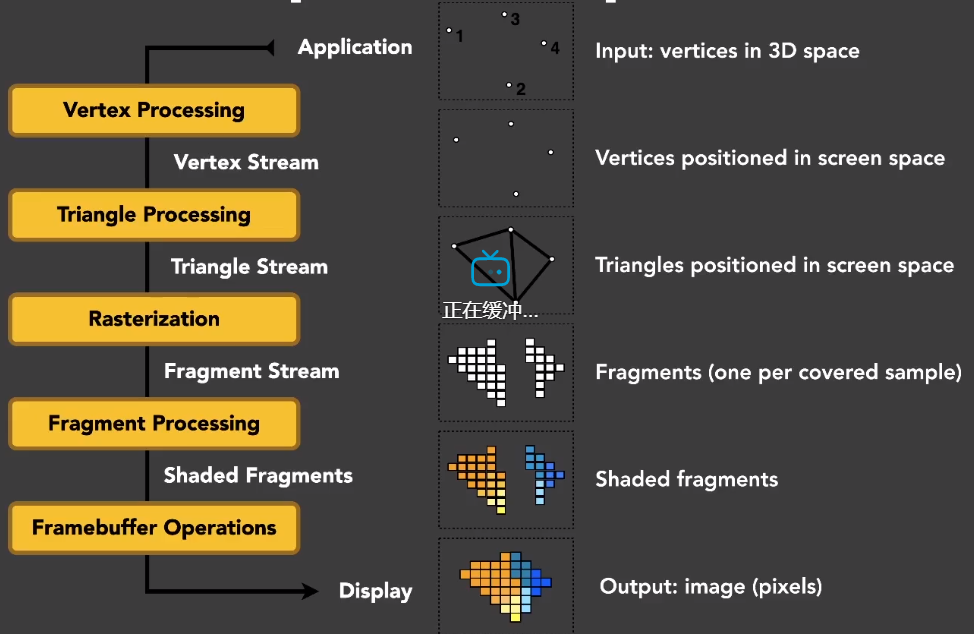 Application
3
1
4
2
Input: vertices in 3D space
Vertex Processing
Vertex Stream
Vertices positioned in screen space
Triangle Processing
Triangle Stream
Triangles positioned in screen space
正在缓冲...
Rasterization
Fragment Stream
Fragments (one per covered sample)
Fragment Processing
Shaded Fragments
Shaded fragments
Framebuffer Operations
Display
Output: image (pixels)